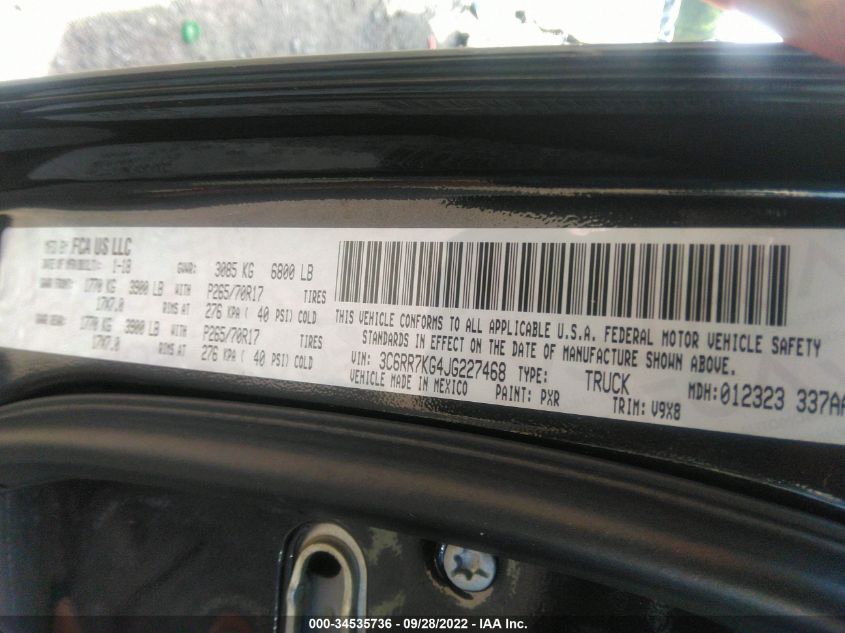 MFD BY FCA US LLC
DATE OF MFR(BUILT): 1-18 GVWR: 3085 KG 6800 LB
GAWR FRONT: 1770 KG 3900 LB WITH P265/70R17 TIRES
17X7.0 RIMS AT 276 KPA ( 40 PSI) COLD
GAWR REAR: 1770 KG 3900 LB WITH P265/70R17 TIRES
17X7.0 RIMS AT 276 KPA ( 40 PSI) COLD
THIS VEHICLE CONFORMS TO ALL APPLICABLE U.S.A. FEDERAL MOTOR VEHICLE SAFETY
STANDARDS IN EFFECT ON THE DATE OF MANUFACTURE SHOWN ABOVE.
VIN: 3C6RR7KG4JG227468 TYPE: TRUCK MDH:012323 337AA
VEHICLE MADE IN MEXICO PAINT: PXR TRIM: V9X8
000-34535736 - 09/28/2022 - IAA Inc.